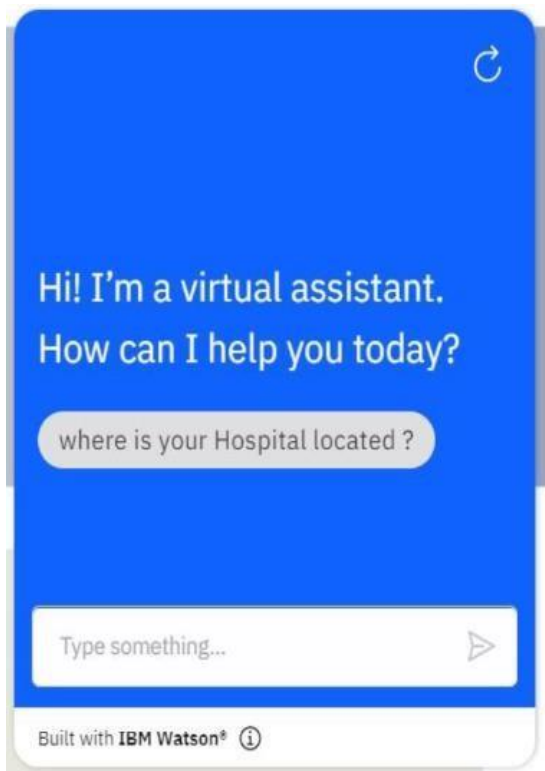 Hi! I'm a virtual assistant.
How can I help you today?
where is your Hospital located ?
Type something...
Built with IBM Watson®